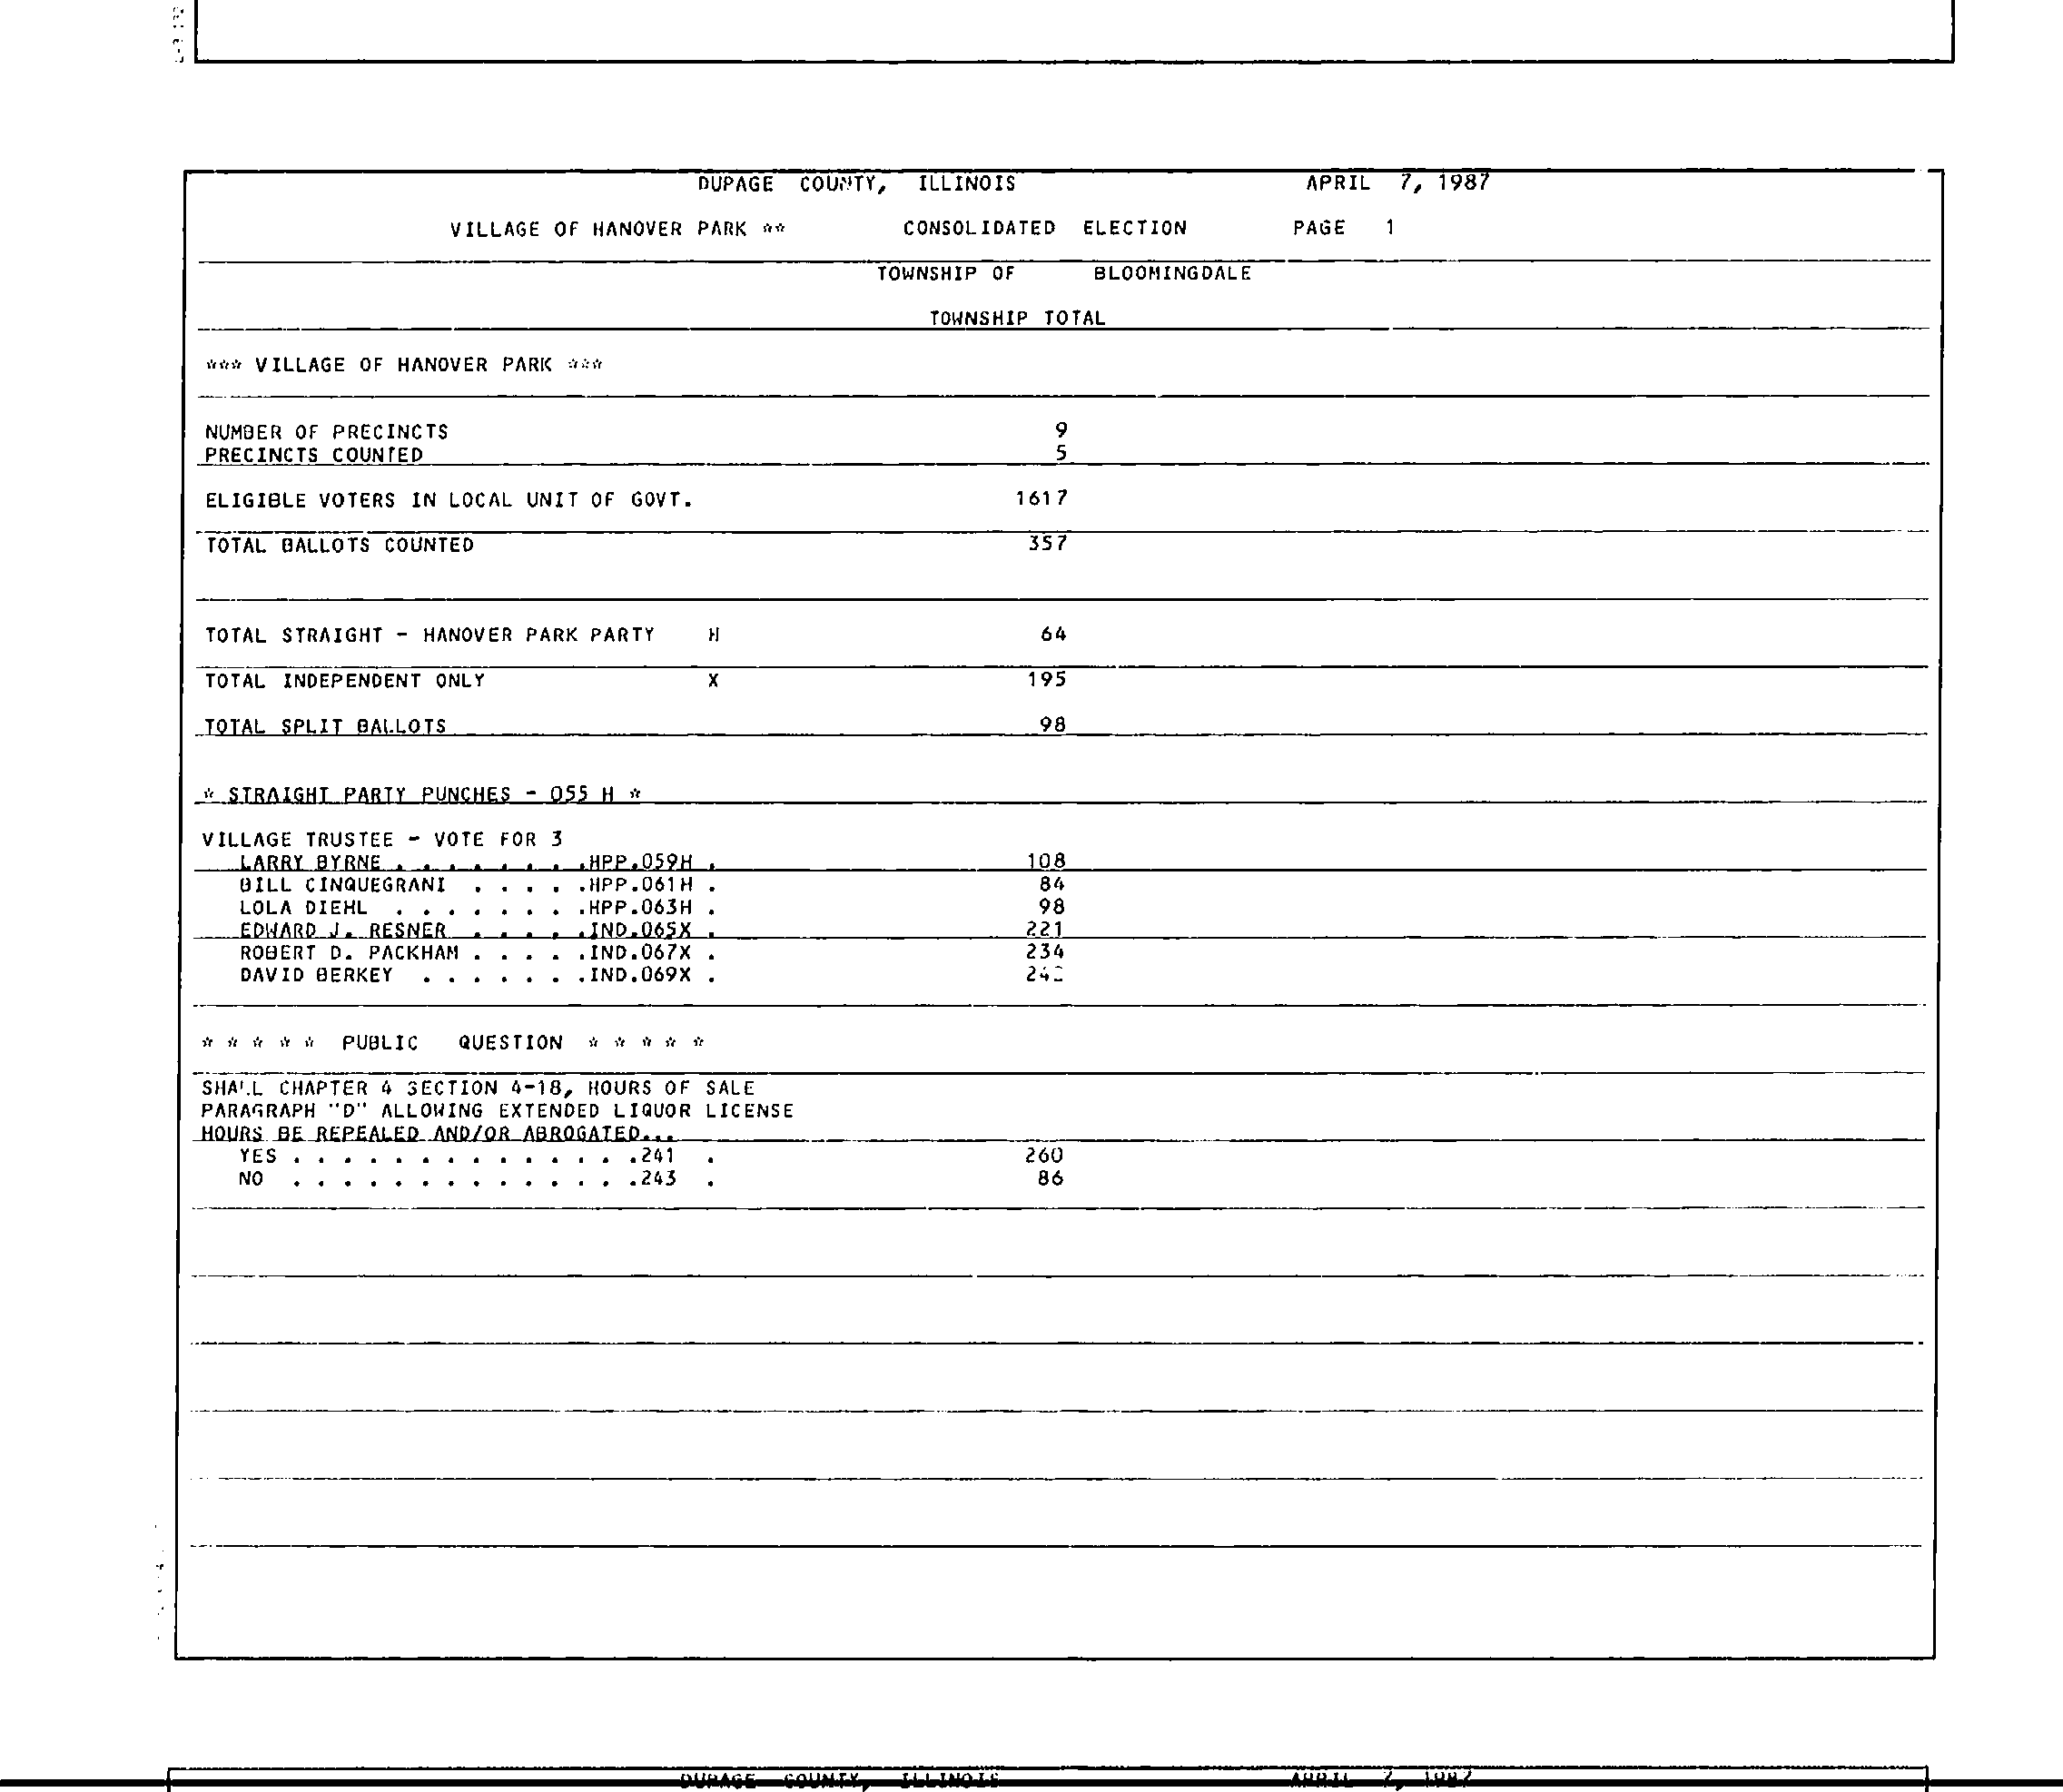 DUPAGE COUNTY, ILLINOIS APRIL 7, 1987
VILLAGE OF HANOVER PARK ** CONSOLIDATED ELECTION PAGE 1
TOWNSHIP OF BLOOMINGDALE
TOWNSHIP TOTAL
*** VILLAGE OF HANOVER PARK ***
NUMBER OF PRECINCTS 9
PRECINCTS COUNTED 5
ELIGIBLE VOTERS IN LOCAL UNIT OF GOVT. 1617
TOTAL BALLOTS COUNTED 357
TOTAL STRAIGHT - HANOVER PARK PARTY H 64
TOTAL INDEPENDENT ONLY X 195
TOTAL SPLIT BALLOTS 98
* STRAIGHT PARTY PUNCHES - 055 H *
VILLAGE TRUSTEE - VOTE FOR 3
LARRY BYRNE . . . . . . . .HPP.059H . 108
BILL CINQUEGRANI . . . . .HPP.061H . 84
LOLA DIEHL . . . . . . . .HPP.063H . 98
EDWARD J. RESNER . . . . .IND.065X . 221
ROBERT D. PACKHAM . . . . .IND.067X . 234
DAVID BERKEY . . . . . . .IND.069X .
* * * * * PUBLIC QUESTION * * * * *
SHALL CHAPTER 4 SECTION 4-18, HOURS OF SALE
PARAGRAPH "D" ALLOWING EXTENDED LIQUOR LICENSE
HOURS BE REPEALED AND/OR ABROGATED...
YES . . . . . . . . . . . . . .241 . 260
NO . . . . . . . . . . . . . .243 . 86
DUPAGE COUNTY, ILLINOIS APRIL 7, 1987